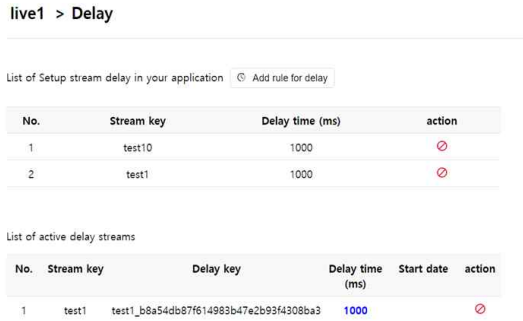 live1 > Delay
List of Setup stream delay in your application Add rule for delay
No. Stream key Delay time (ms) action
1 test10 1000
2 test1 1000
List of active delay streams
No. Stream key Delay key Delay time (ms) Start date action
1 test1 test1_b8a54db87f614983b47e2b93f4308ba3 1000